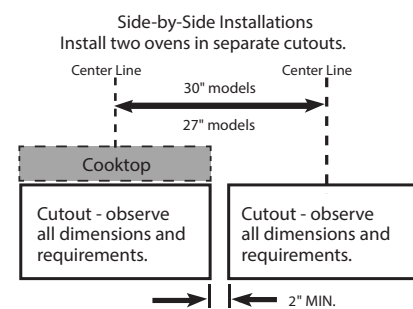 Side-by-Side Installations
Install two ovens in separate cutouts.
Center Line
Center Line
30" models
27" models
Cooktop
Cutout - observe
all dimensions and
requirements.
Cutout - observe
all dimensions and
requirements.
2" MIN.